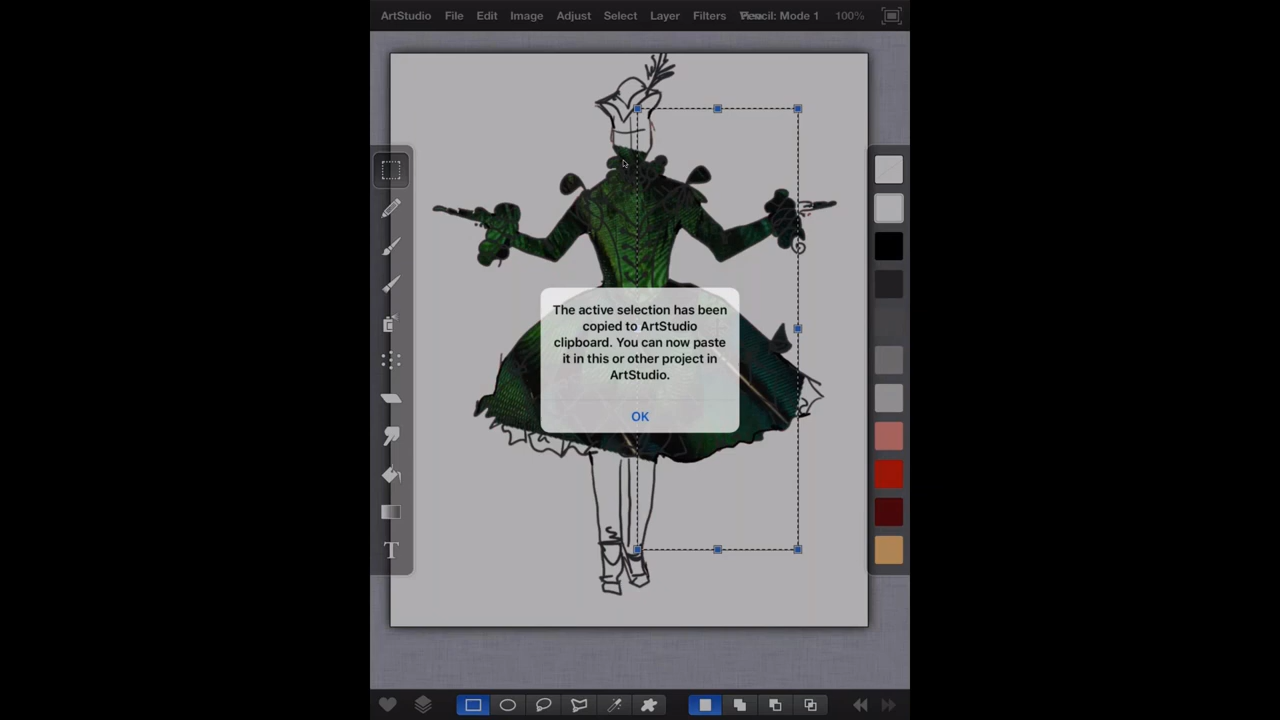 ArtStudio File Edit Image Adjust Select Layer Filters Pencil: Mode 1 100%
The active selection has been
copied to ArtStudio
clipboard. You can now paste
it in this or other project in
ArtStudio.
OK
T